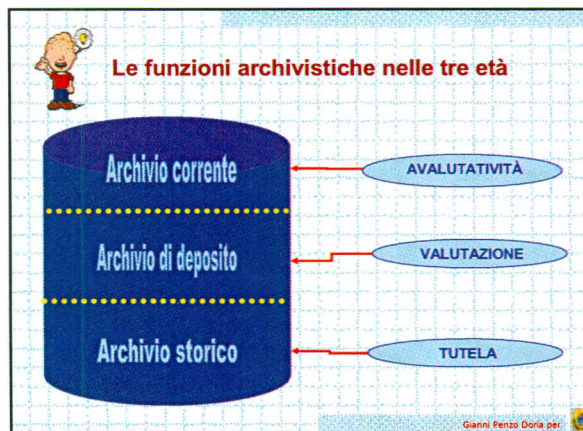 Le funzioni archivistiche nelle tre età
Archivio corrente
AVALUTATIVITÀ
Archivio di deposito
VALUTAZIONE
Archivio storico
TUTELA
Gianni Penzo Doria per